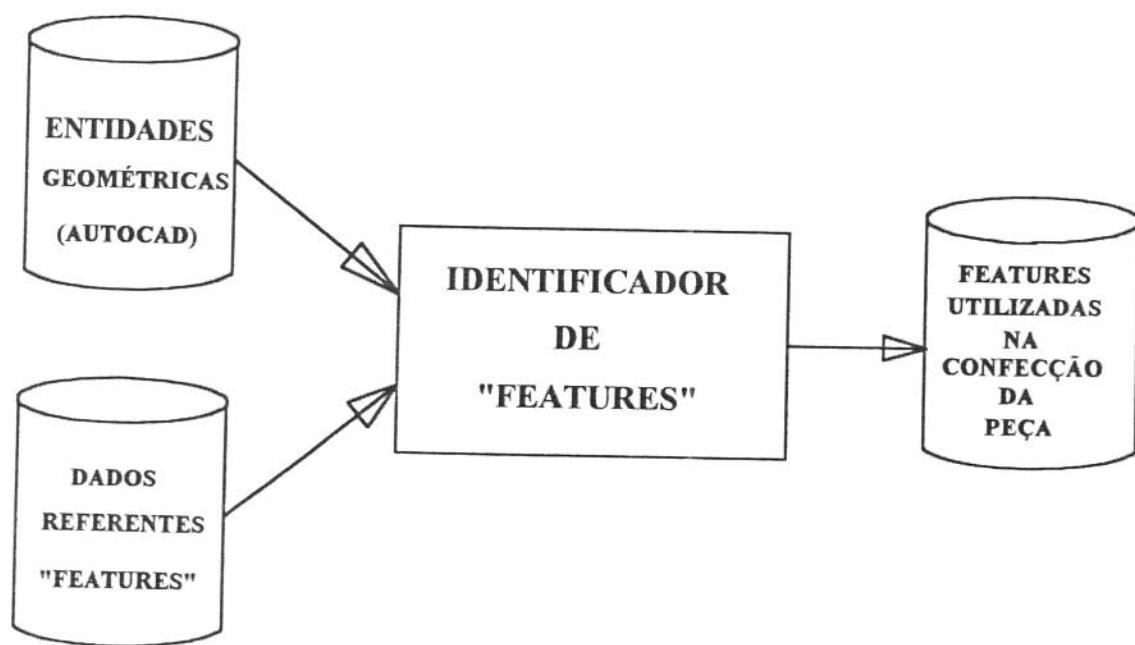 ENTIDADES
GEOMÉTRICAS
(AUTOCAD)
IDENTIFICADOR
DE
"FEATURES"
FEATURES
UTILIZADAS
NA
CONFECÇÃO
DA
PEÇA
DADOS
REFERENTES
"FEATURES"